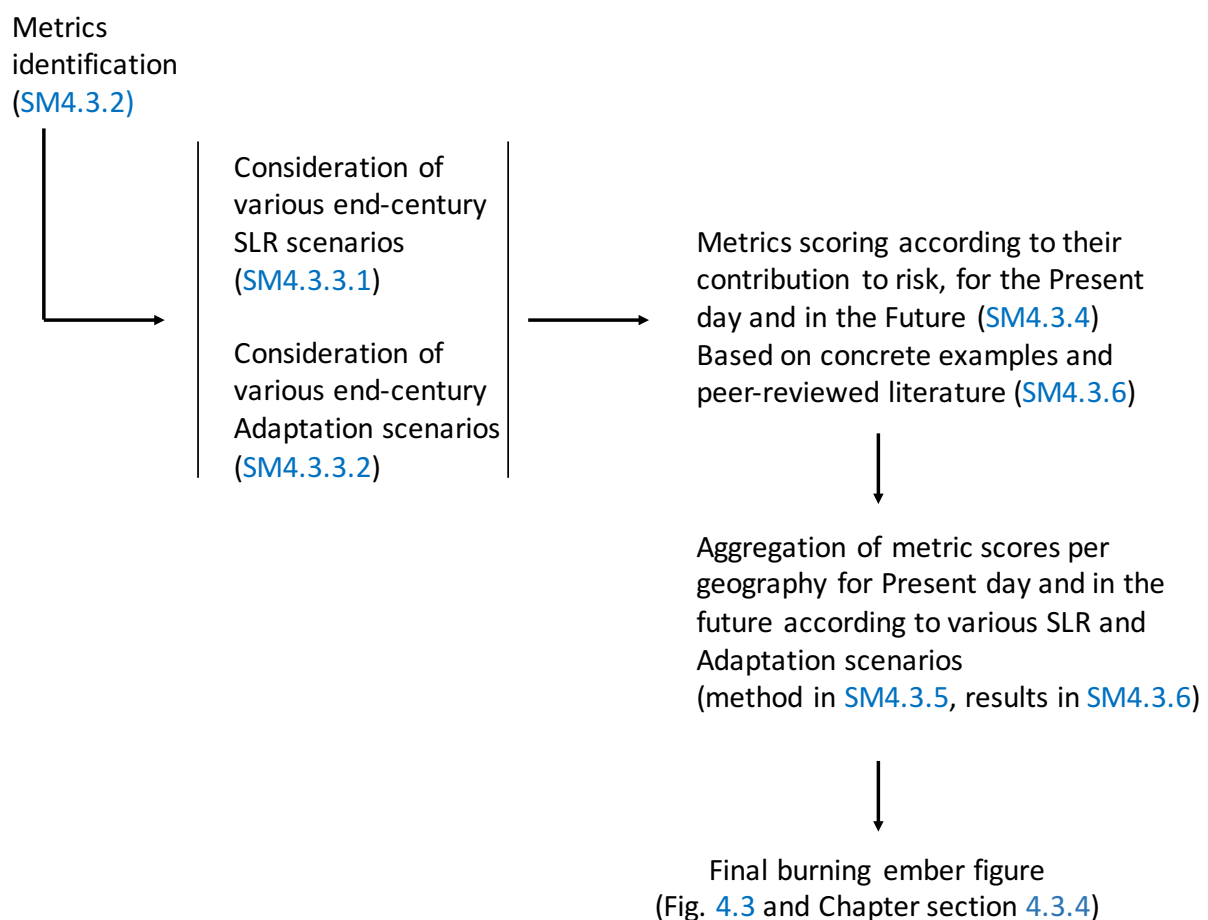 Metrics
identification
(SM4.3.2)
Consideration of
various end-century
SLR scenarios
(SM4.3.3.1)
Consideration of
various end-century
Adaptation scenarios
(SM4.3.3.2)
Metrics scoring according to their
contribution to risk, for the Present
day and in the Future (SM4.3.4)
Based on concrete examples and
peer-reviewed literature (SM4.3.6)
Aggregation of metric scores per
geography for Present day and in the
future according to various SLR and
Adaptation scenarios
(method in SM4.3.5, results in SM4.3.6)
Final burning ember figure
(Fig. 4.3 and Chapter section 4.3.4)